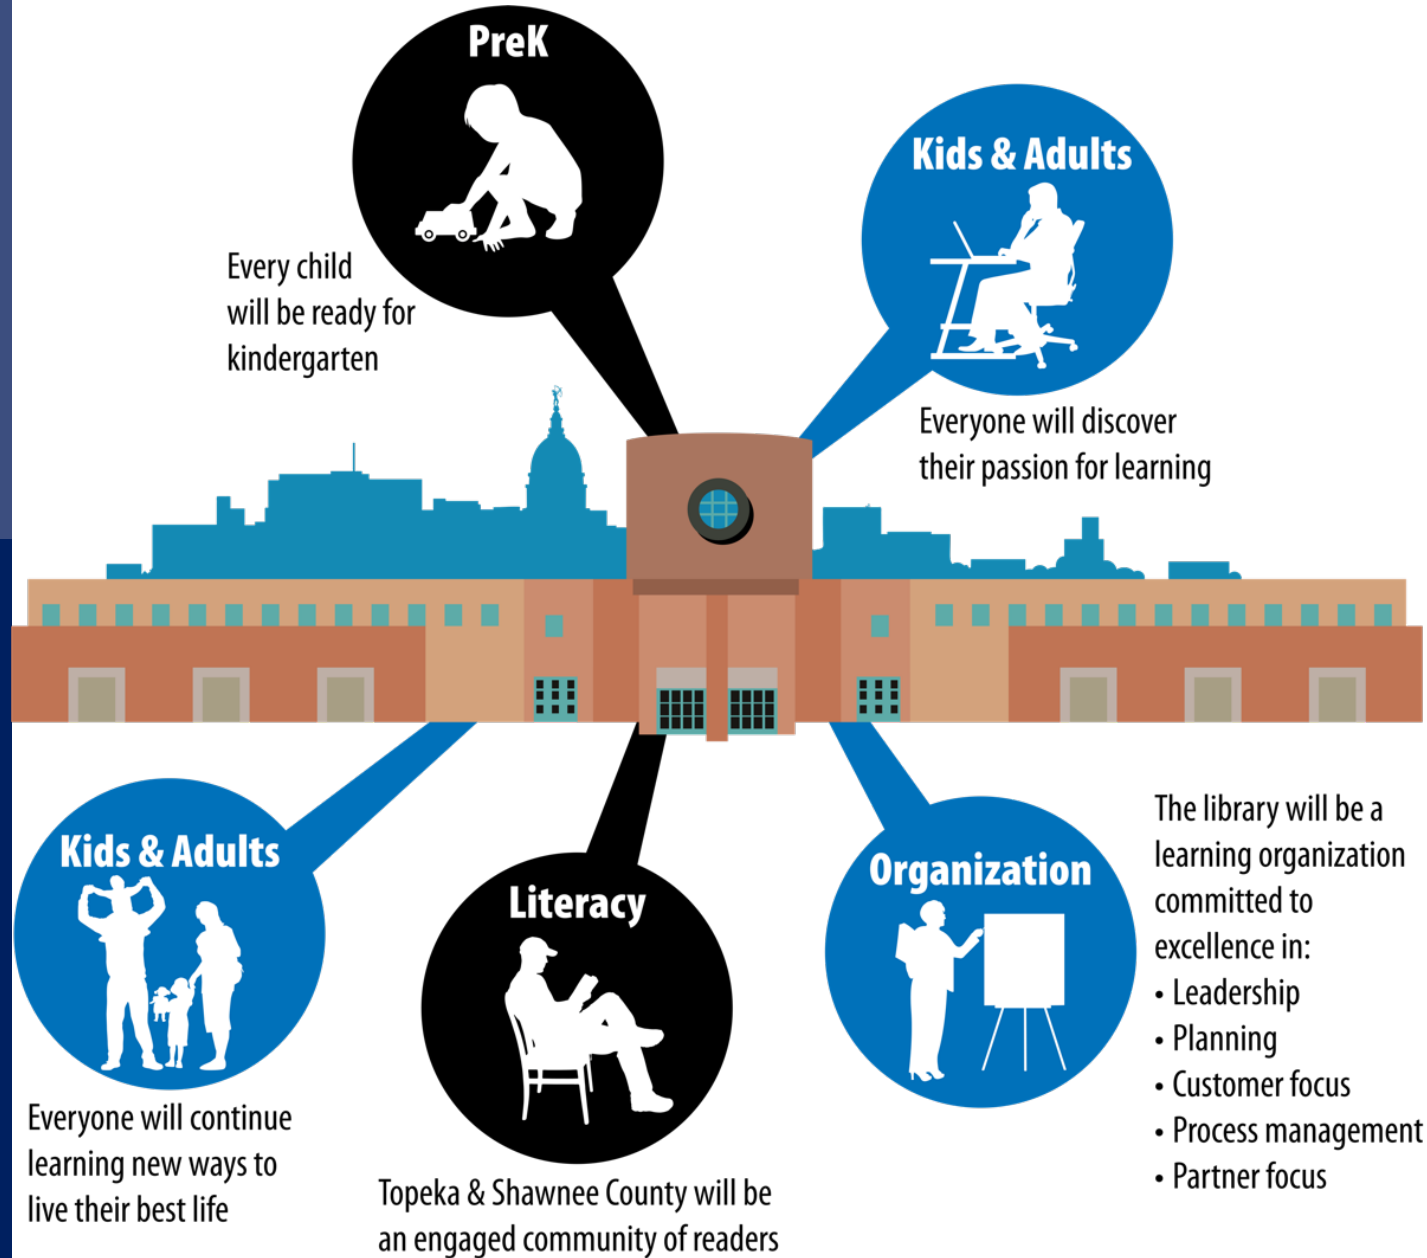 PreK
Every child
will be ready for
kindergarten
Kids & Adults
Everyone will discover
their passion for learning
Kids & Adults
Everyone will continue
learning new ways to
live their best life
Literacy
Topeka & Shawnee County will be
an engaged community of readers
Organization
The library will be a
learning organization
committed to
excellence in:
• Leadership
• Planning
• Customer focus
• Process management
• Partner focus